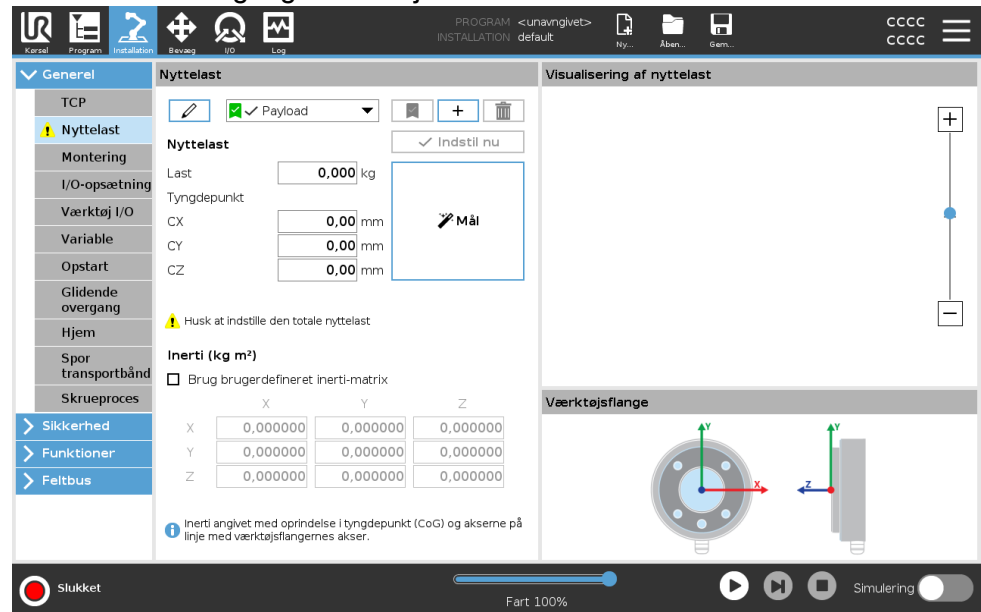 PROGRAM <unavngivet>
INSTALLATION default
CCCC
CCCC
Kørsel
Program
Installation
Bevæg
I/O
Log
Ny...
Åben...
Gem...
Generel
TCP
Nyttelast
Montering
I/O-opsætning
Værktøj I/O
Variable
Opstart
Glidende
overgang
Hjem
Spor
transportbånd
Skrueproces
Sikkerhed
Funktioner
Feltbus
Nyttelast
Payload
Nyttelast
Indstil nu
Last 0,000 kg
Tyngdepunkt
CX 0,00 mm
CY 0,00 mm
CZ 0,00 mm
Mål
Husk at indstille den totale nyttelast
Inerti (kg m²)
Brug brugerdefineret inerti-matrix
X Y Z
X 0,000000 0,000000 0,000000
Y 0,000000 0,000000 0,000000
Z 0,000000 0,000000 0,000000
Inerti angivet med oprindelse i tyngdepunkt (CoG) og akserne på
linje med værktøjsflangernes akser.
Visualisering af nyttelast
Værktøjsflange
Y
X
Y
Z
Slukket
Fart 100%
Simulering